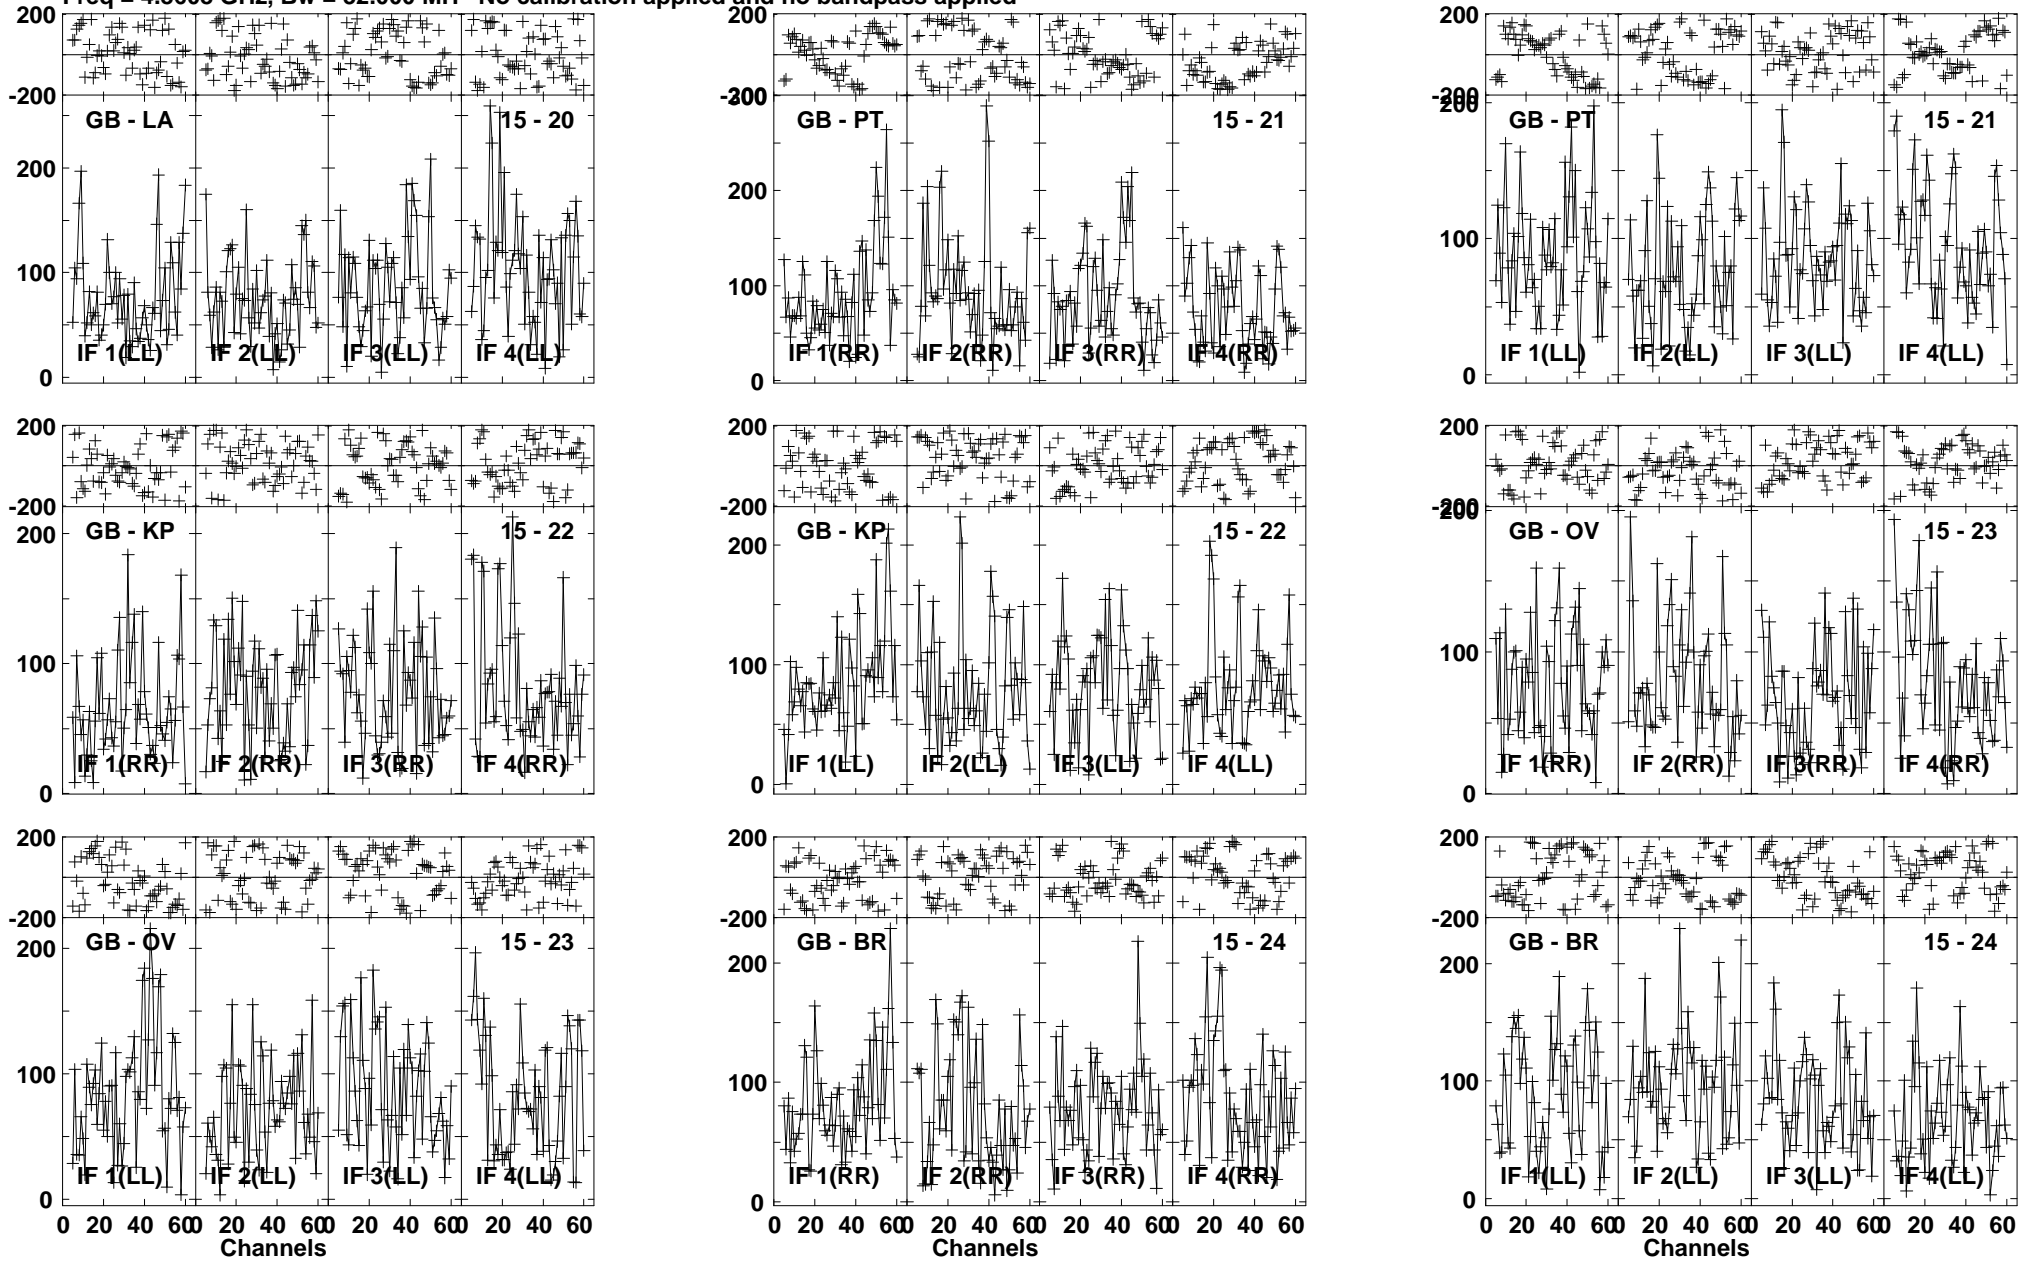 No calibration applied and no bandpass applied
200 200 200
-200 300 -200 200
GB - LA 15 - 20 GB - PT 15 - 21 GB - PT 15 - 21
200 200 100
100 100
IF 1(LL) IF 2(LL) IF 3(LL) IF 4(LL) IF 1(RR) IF 2(RR) IF 3(RR) IF 4(RR) IF 1(LL) IF 2(LL) IF 3(LL) IF 4(LL)
0 0 0
200 200 200
-200 -200 -200 200
GB - KP 15 - 22 GB - KP 15 - 22 GB - OV 15 - 23
200 200
100 100 100
IF 1(RR) IF 2(RR) IF 3(RR) IF 4(RR) IF 1(LL) IF 2(LL) IF 3(LL) IF 4(LL) IF 1(RR) IF 2(RR) IF 3(RR) IF 4(RR)
0 0 0
200 200 200
-200 -200 -200
GB - OV 15 - 23 GB - BR 15 - 24 GB - BR 15 - 24
200 200 200
100 100 100
IF 1(LL) IF 2(LL) IF 3(LL) IF 4(LL) IF 1(RR) IF 2(RR) IF 3(RR) IF 4(RR) IF 1(LL) IF 2(LL) IF 3(LL) IF 4(LL)
0 0 0
0 20 40 60 0 20 40 60 0 20 40 60 0 20 40 60 0 20 40 60 0 20 40 60 0 20 40 60 0 20 40 60 0 20 40 60 0 20 40 60 0 20 40 60 0 20 40 60
Channels Channels Channels